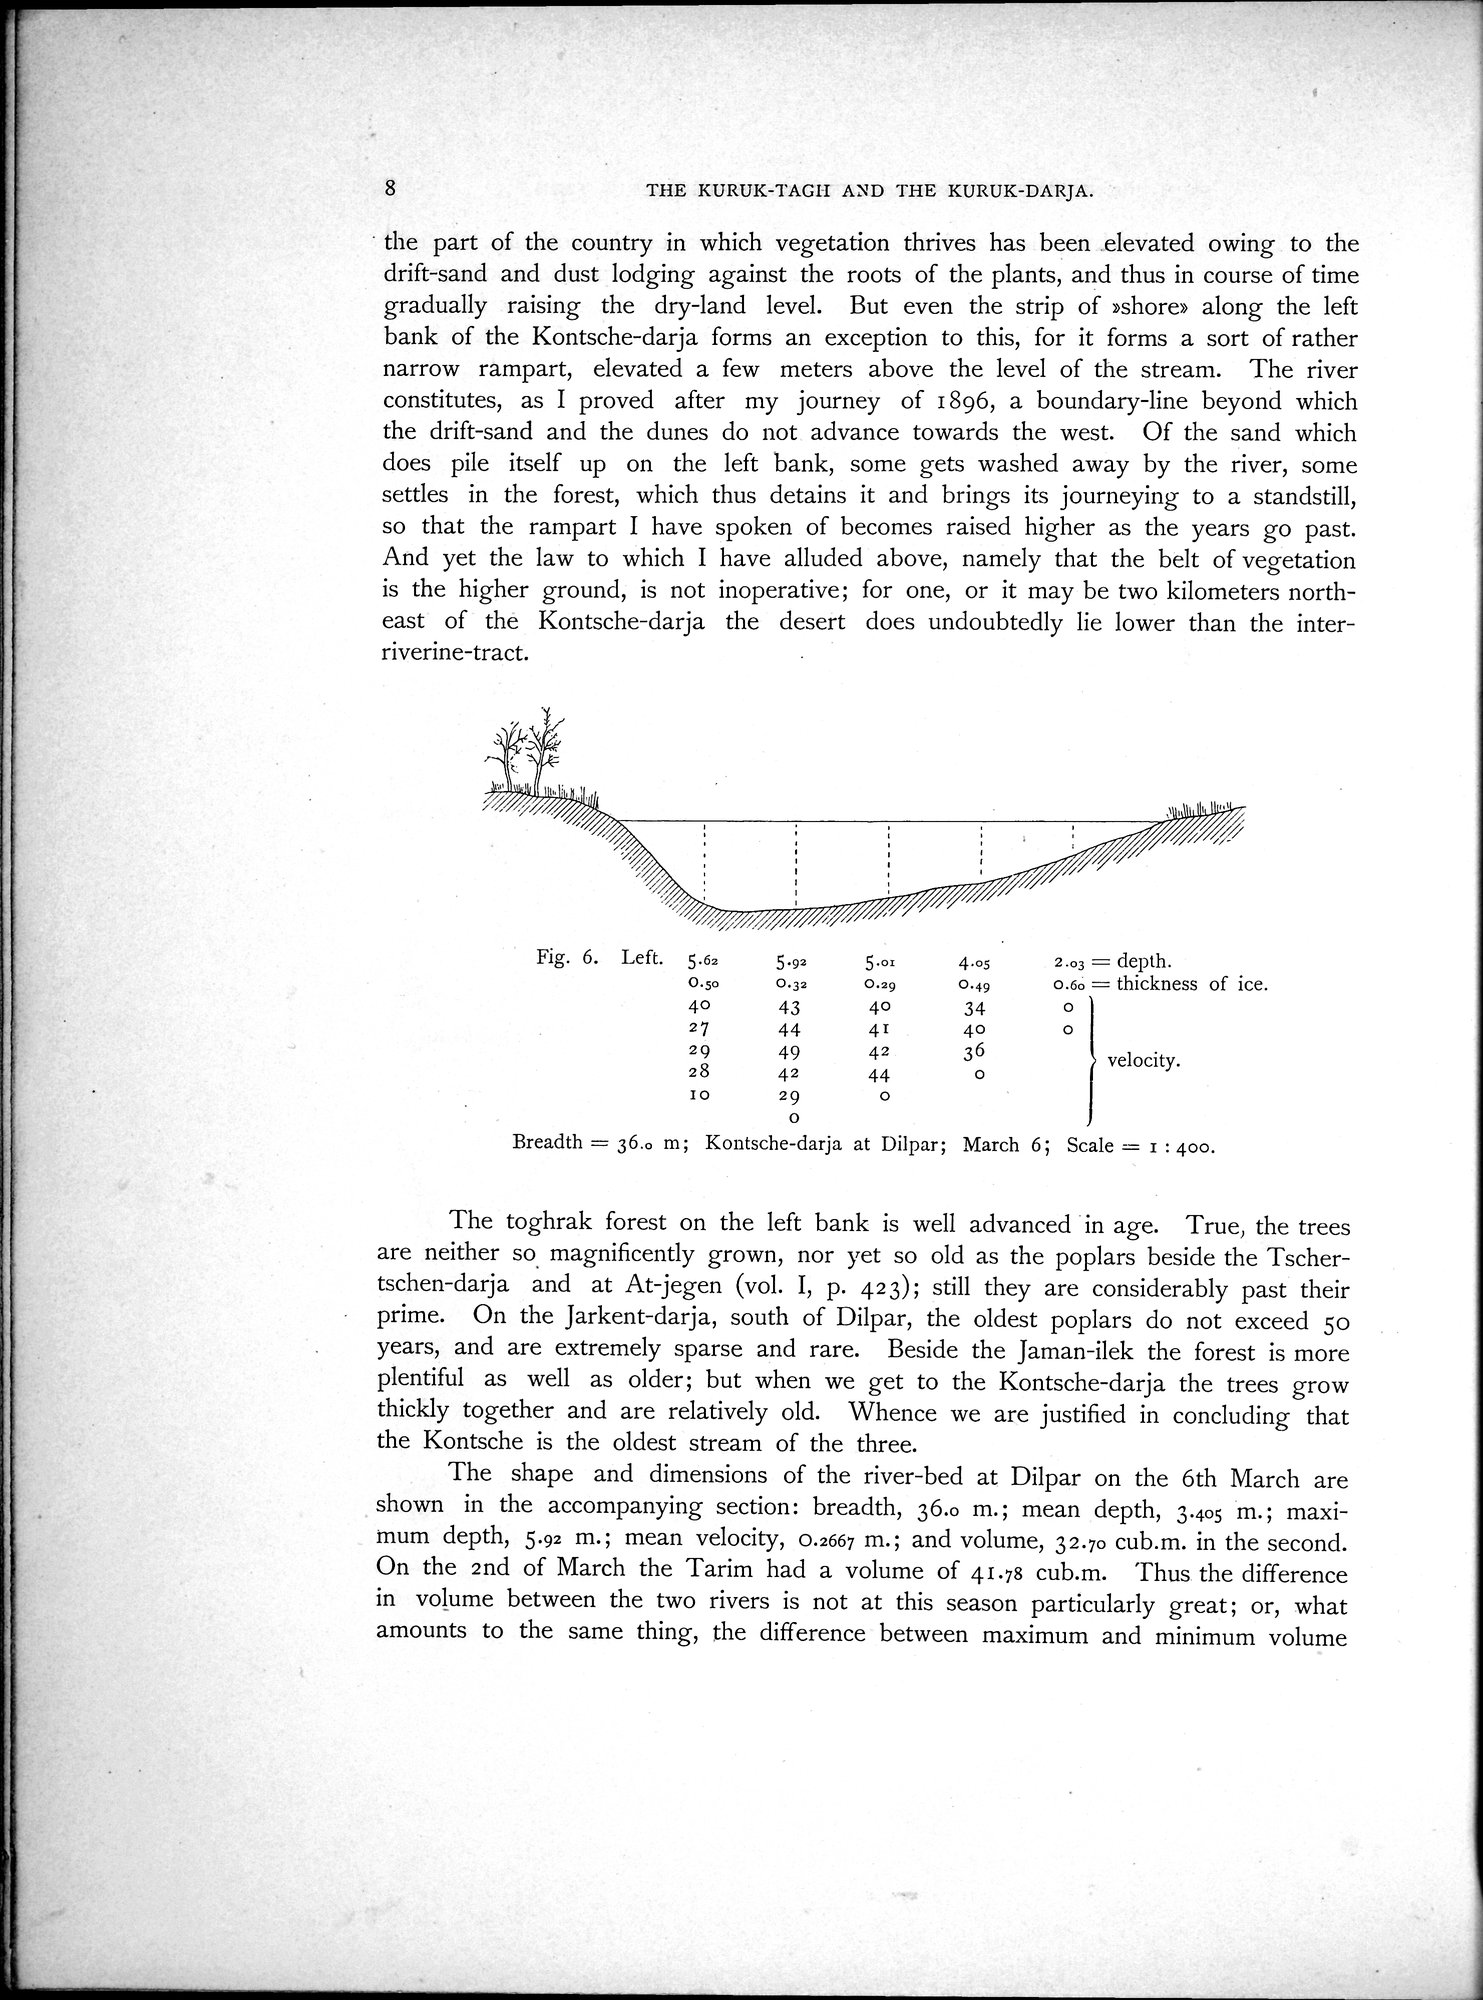 8 THE KURUK-TAGH AND THE KURUK-DARJA.
the part of the country in which vegetation thrives has been elevated owing to the
drift-sand and dust lodging against the roots of the plants, and thus in course of time
gradually raising the dry-land level. But even the strip of »shore» along the left
bank of the Kontsche-darja forms an exception to this, for it forms a sort of rather
narrow rampart, elevated a few meters above the level of the stream. The river
constitutes, as I proved after my journey of 1896, a boundary-line beyond which
the drift-sand and the dunes do not advance towards the west. Of the sand which
does pile itself up on the left bank, some gets washed away by the river, some
settles in the forest, which thus detains it and brings its journeying to a standstill,
so that the rampart I have spoken of becomes raised higher as the years go past.
And yet the law to which I have alluded above, namely that the belt of vegetation
is the higher ground, is not inoperative; for one, or it may be two kilometers north-
east of the Kontsche-darja the desert does undoubtedly lie lower than the inter-
riverine-tract.
Fig. 6. Left. 5.62 5.92 5.01 4.05 2.03 = depth.
0.50 0.32 0.29 0.49 0.60 = thickness of ice.
40 43 40 34 0
27 44 41 40 0
29 49 42 36 velocity.
28 42 44 0
10 29 0
0
Breadth = 36.0 m; Kontsche-darja at Dilpar; March 6; Scale = 1 : 400.
The toghrak forest on the left bank is well advanced in age. True, the trees
are neither so magnificently grown, nor yet so old as the poplars beside the Tscher-
tschen-darja and at At-jegen (vol. I, p. 423); still they are considerably past their
prime. On the Jarkent-darja, south of Dilpar, the oldest poplars do not exceed 50
years, and are extremely sparse and rare. Beside the Jaman-ilek the forest is more
plentiful as well as older; but when we get to the Kontsche-darja the trees grow
thickly together and are relatively old. Whence we are justified in concluding that
the Kontsche is the oldest stream of the three.
The shape and dimensions of the river-bed at Dilpar on the 6th March are
shown in the accompanying section: breadth, 36.0 m.; mean depth, 3.405 m.; maxi-
mum depth, 5.92 m.; mean velocity, 0.2667 m.; and volume, 32.70 cub.m. in the second.
On the 2nd of March the Tarim had a volume of 41.78 cub.m. Thus the difference
in volume between the two rivers is not at this season particularly great; or, what
amounts to the same thing, the difference between maximum and minimum volume